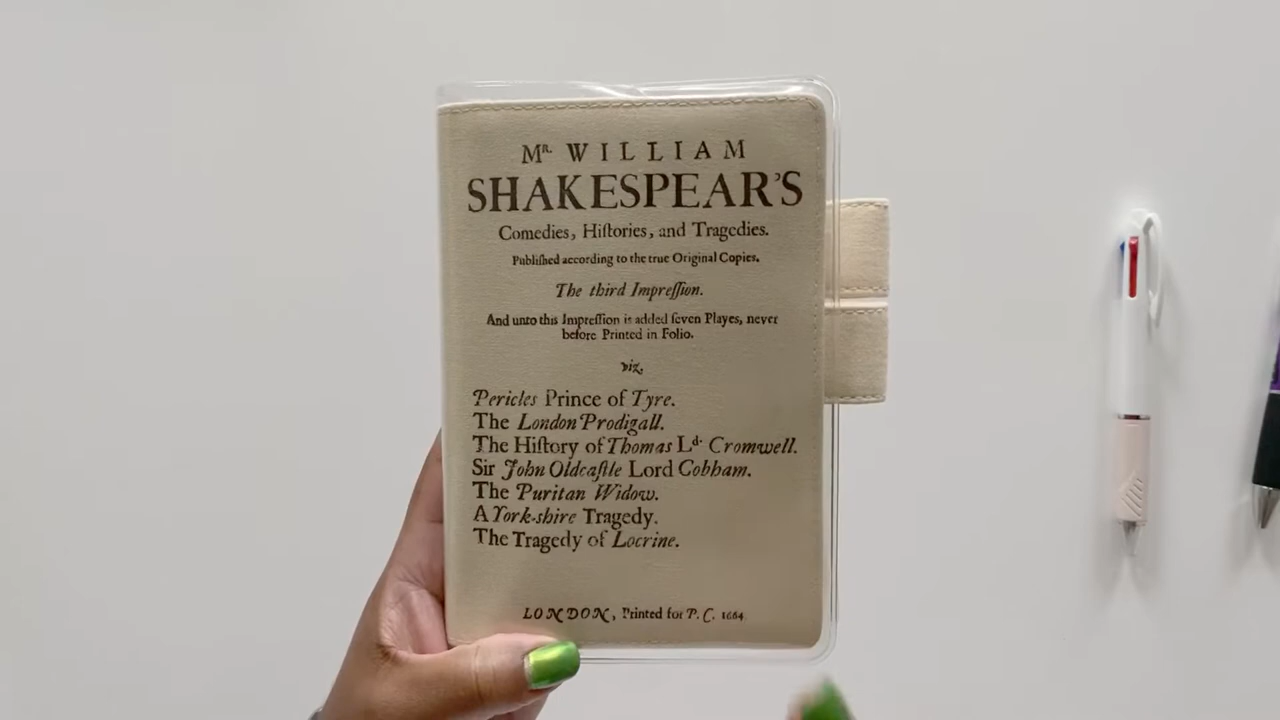 Mr. WILLIAM
SHAKESPEAR'S
Comedies, Hiſtories, and Tragedies.
Publiſhed according to the true Original Copies.
The third Impreſſion.
And unto this Impreſſion is added ſeven Playes, never
before Printed in Folio.
viz.
Pericles Prince of Tyre.
The London Prodigall.
The Hiſtory of Thomas Ld. Cromwell.
Sir John Oldcaſtle Lord Cobham.
The Puritan Widow.
A York-shire Tragedy.
The Tragedy of Locrine.
LONDON, Printed for P. C. 1664